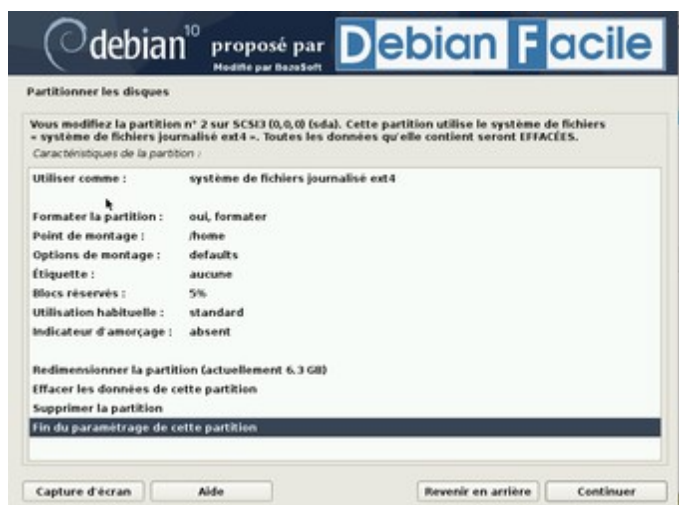 debian 10 proposé par Debian Facile
Modifié par BezoSoft
Partitionner les disques
Vous modifiez la partition n° 2 sur SCSI3 (0,0,0) (sda). Cette partition utilise le système de fichiers
« système de fichiers journalisé ext4 ». Toutes les données qu'elle contient seront EFFACÉES.
Caractéristiques de la partition :
Utiliser comme : système de fichiers journalisé ext4
Formater la partition : oui, formater
Point de montage : /home
Options de montage : defaults
Étiquette : aucune
Blocs réservés : 5%
Utilisation habituelle : standard
Indicateur d'amorçage : absent
Redimensionner la partition (actuellement 6.3 GB)
Effacer les données de cette partition
Supprimer la partition
Fin du paramétrage de cette partition
Capture d'écran Aide Revenir en arrière Continuer